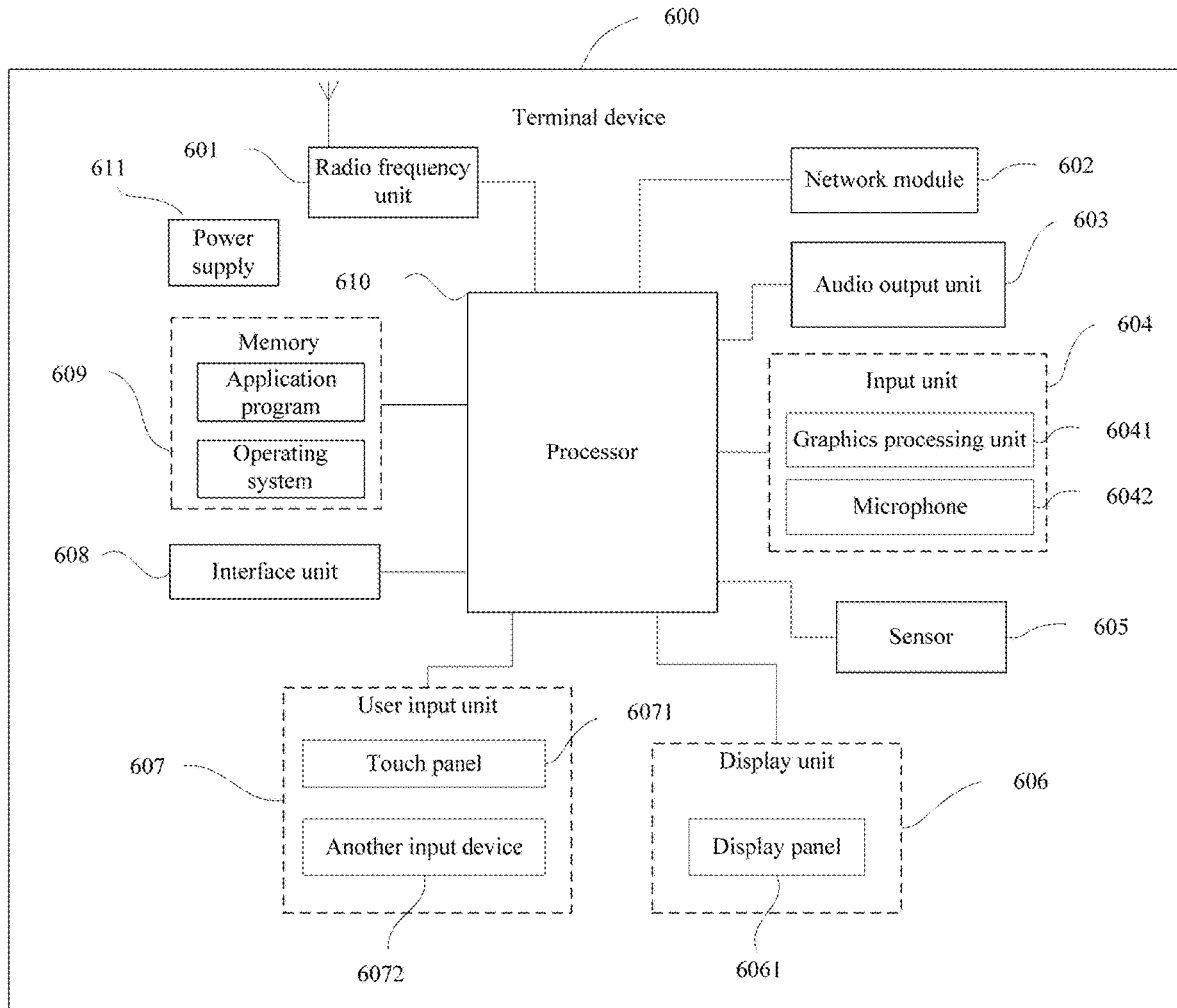 600
Terminal device
601
Radio frequency
unit
Network module
602
611
Power
supply
603
Audio output unit
610
Processor
604
Input unit
Graphics processing unit
6041
Microphone
6042
609
Memory
Application
program
Operating
system
608
Interface unit
Sensor
605
User input unit
6071
607
Touch panel
Another input device
6072
Display unit
606
Display panel
6061